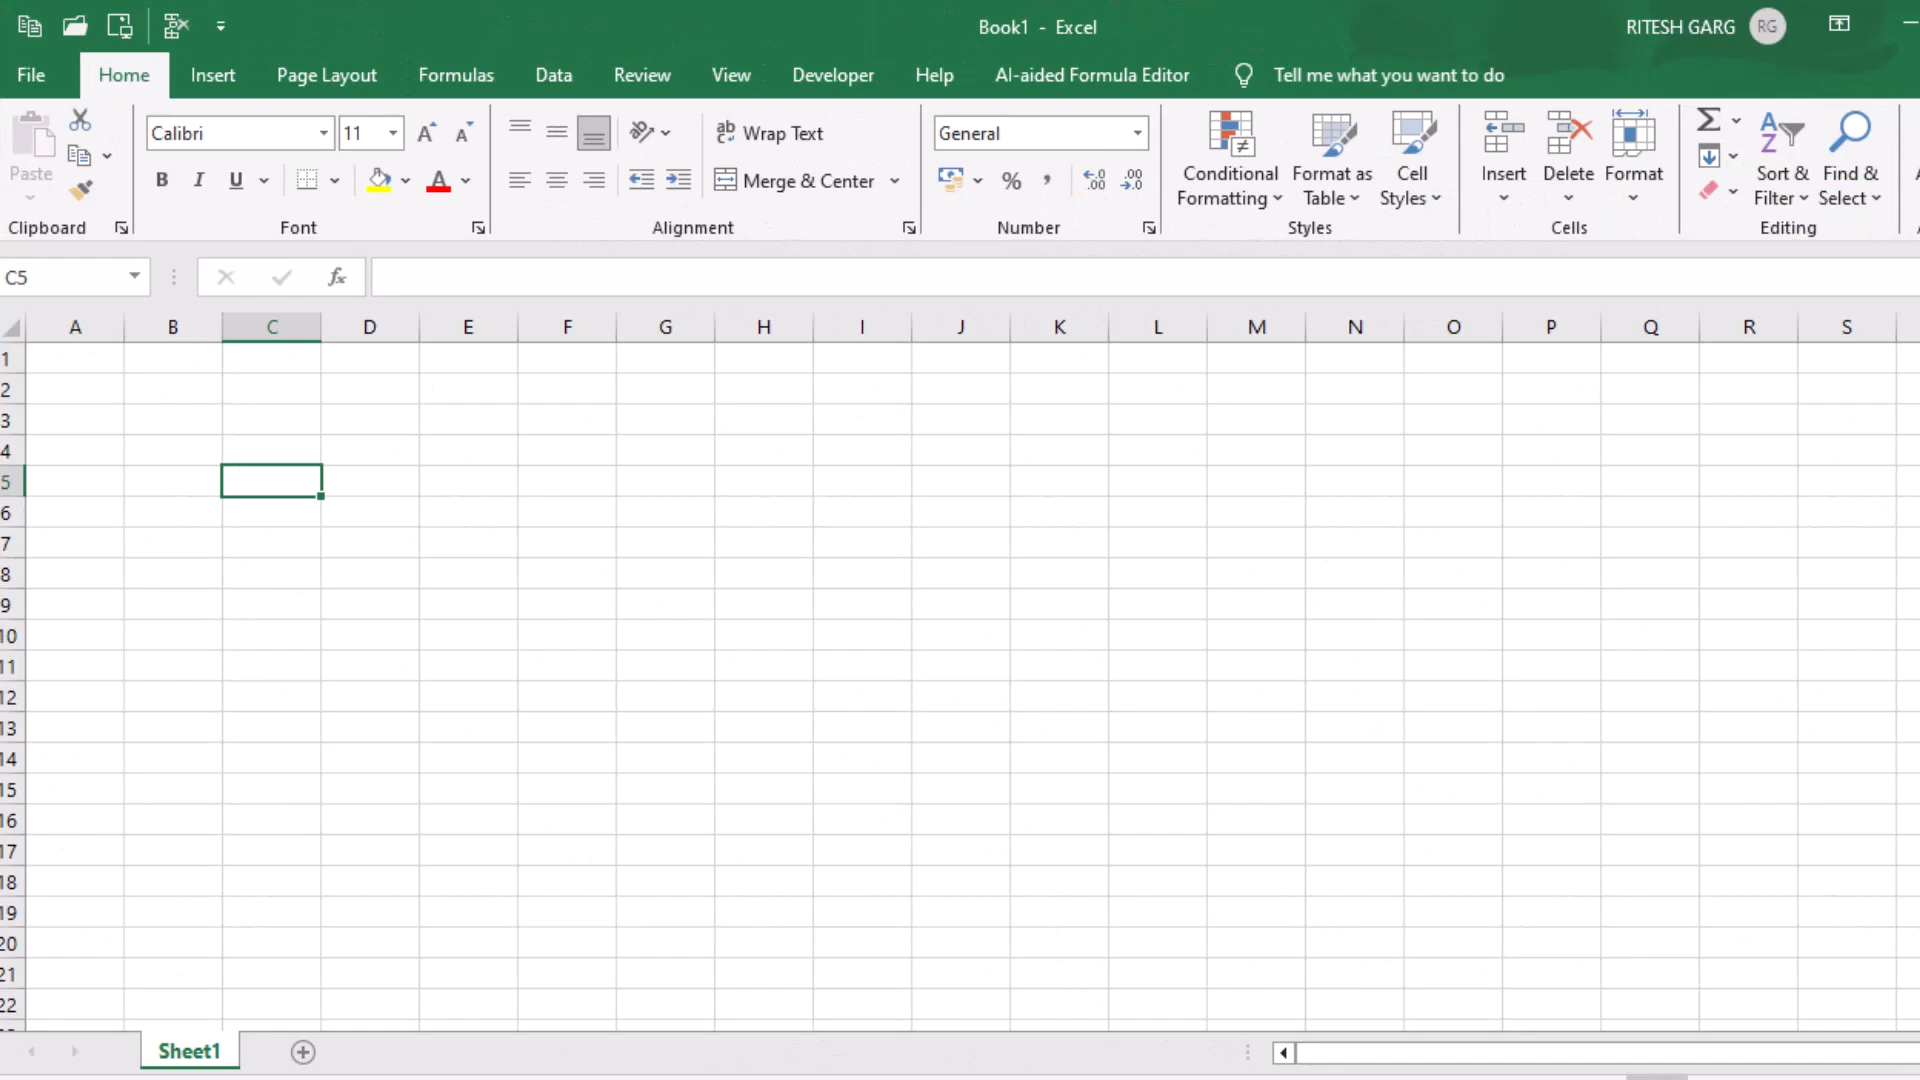 Book1 - Excel
RITESH GARG RG
File Home Insert Page Layout Formulas Data Review View Developer Help AI-aided Formula Editor Tell me what you want to do
Calibri 11 Wrap Text General
Paste B I U Merge & Center % Conditional Formatting Format as Table Cell Styles Insert Delete Format Sort & Filter Find & Select
Clipboard Font Alignment Number Styles Cells Editing
C5 fx
A B C D E F G H I J K L M N O P Q R S
1
2
3
4
5
6
7
8
9
10
11
12
13
14
15
16
17
18
19
20
21
22
Sheet1